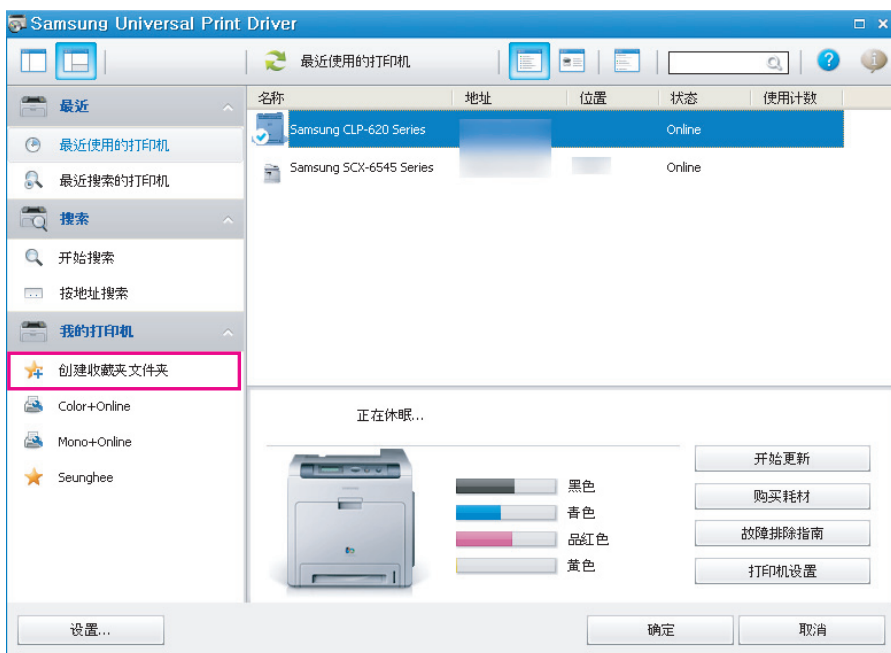 Samsung Universal Print Driver
最近使用的打印机
最近
最近使用的打印机
最近搜索的打印机
搜索
开始搜索
按地址搜索
我的打印机
创建收藏夹文件夹
Color+Online
Mono+Online
Seunghee
名称 地址 位置 状态 使用计数
Samsung CLP-620 Series Online
Samsung SCX-6545 Series Online
正在休眠...
黑色
青色
品红色
黄色
开始更新
购买耗材
故障排除指南
打印机设置
设置...
确定
取消